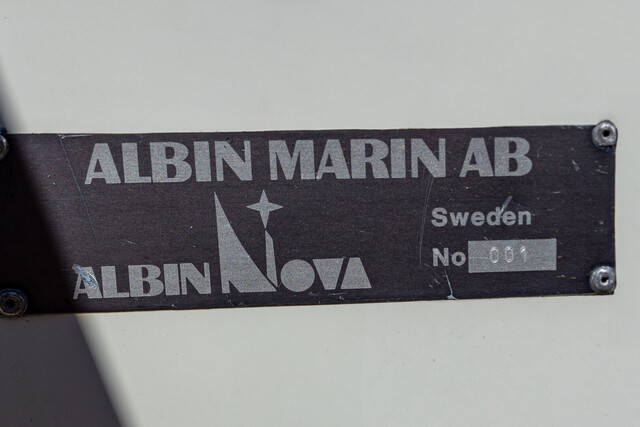 ALBIN MARIN AB
Sweden
No 001
ALBIN NOVA